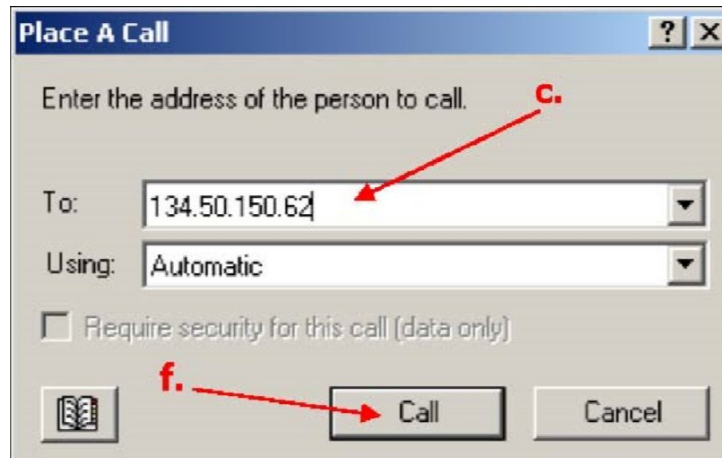 Place A Call
Enter the address of the person to call.
c.
To: 134.50.150.62
Using: Automatic
Require security for this call (data only)
f.
Call Cancel